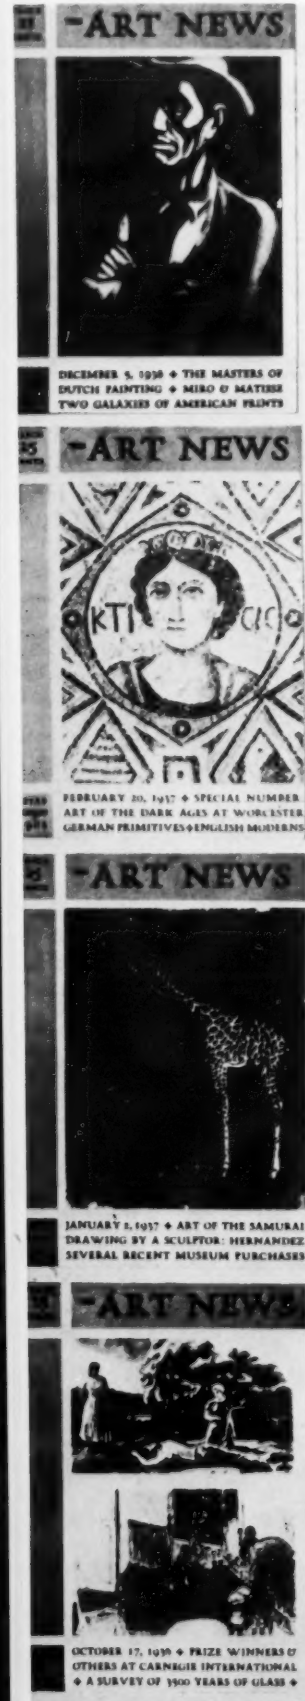 ART NEWS
DECEMBER 5, 1936 ✦ THE MASTERS OF
DUTCH PAINTING ✦ MIRO & MATISSE
TWO GALAXIES OF AMERICAN PRINTS
25
ART NEWS
ΚΤΙ CIC
FEBRUARY 20, 1937 ✦ SPECIAL NUMBER
ART OF THE DARK AGES AT WORCESTER
GERMAN PRIMITIVES ✦ ENGLISH MODERNS
ART NEWS
JANUARY 2, 1937 ✦ ART OF THE SAMURAI
DRAWING BY A SCULPTOR: HERNANDEZ
SEVERAL RECENT MUSEUM PURCHASES
ART NEWS
OCTOBER 17, 1936 ✦ PRIZE WINNERS &
OTHERS AT CARNEGIE INTERNATIONAL
✦ A SURVEY OF 3500 YEARS OF GLASS ✦